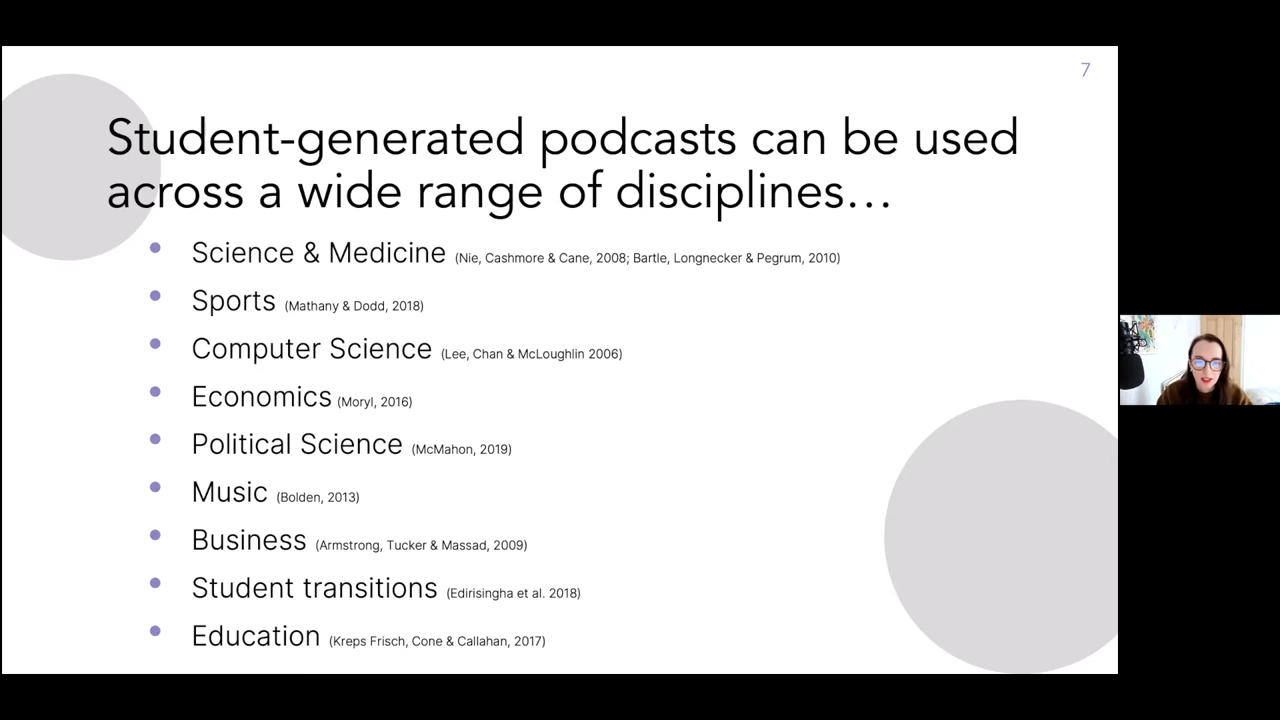 7
Student-generated podcasts can be used
across a wide range of disciplines…
• Science & Medicine (Nie, Cashmore & Cane, 2008; Bartle, Longnecker & Pegrum, 2010)
• Sports (Mathany & Dodd, 2018)
• Computer Science (Lee, Chan & McLoughlin 2006)
• Economics (Moryl, 2016)
• Political Science (McMahon, 2019)
• Music (Bolden, 2013)
• Business (Armstrong, Tucker & Massad, 2009)
• Student transitions (Edirisingha et al. 2018)
• Education (Kreps Frisch, Cone & Callahan, 2017)